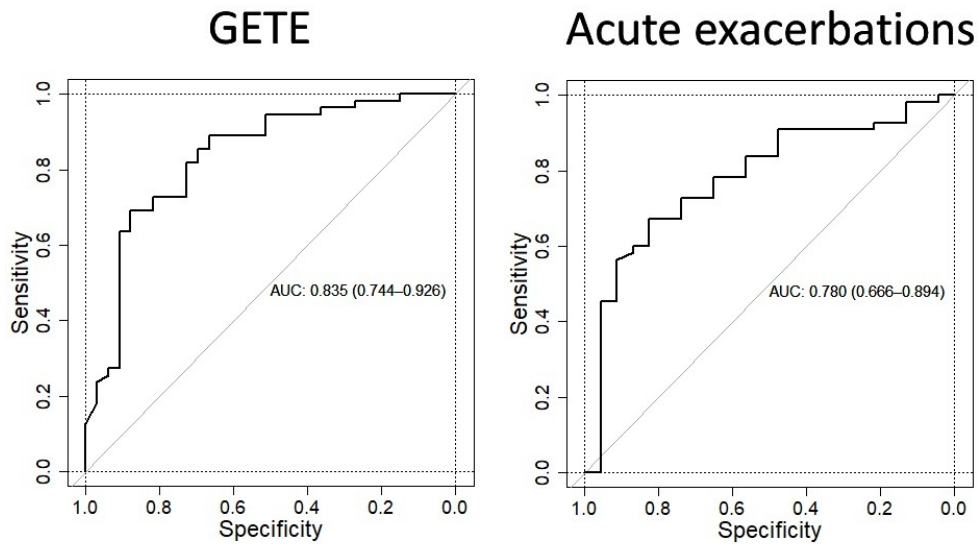 GETE
1.0
0.8
0.6
0.4
0.2
0.0
Sensitivity
AUC: 0.835 (0.744–0.926)
1.0 0.8 0.6 0.4 0.2 0.0
Specificity
Acute exacerbations
1.0
0.8
0.6
0.4
0.2
0.0
Sensitivity
AUC: 0.780 (0.666–0.894)
1.0 0.8 0.6 0.4 0.2 0.0
Specificity